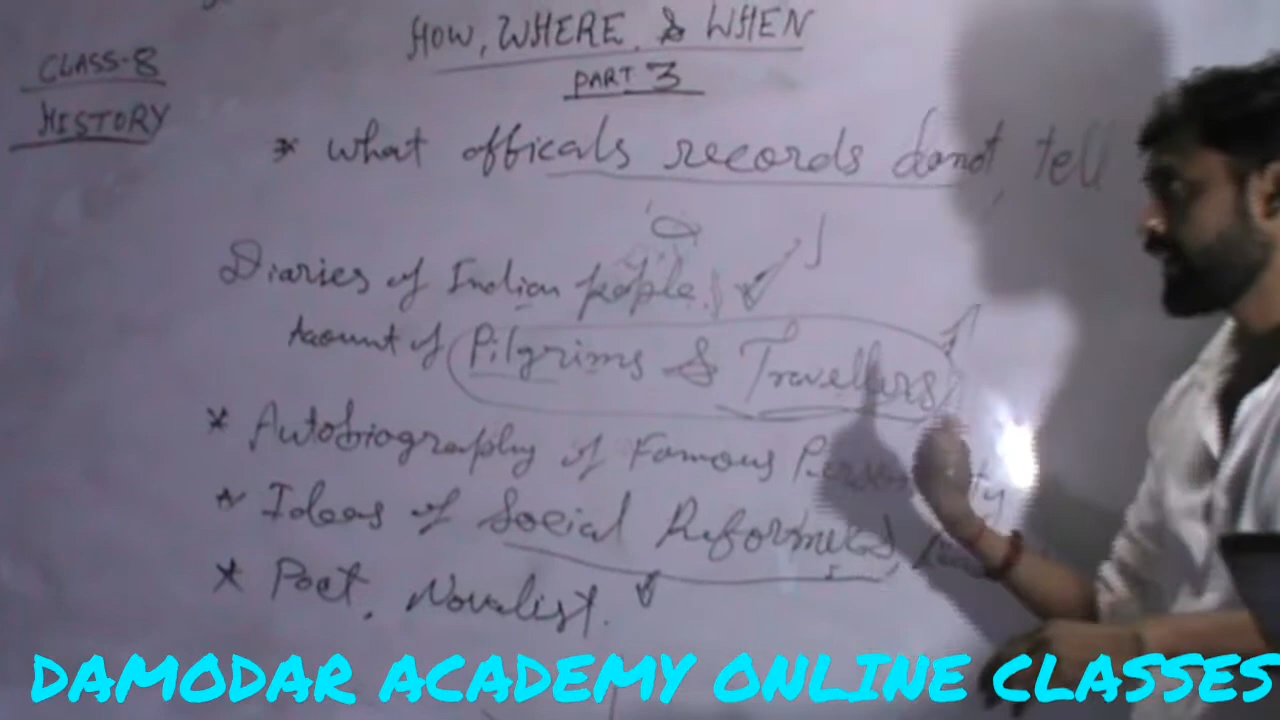 HOW, WHERE & WHEN
PART 3
CLASS-8
HISTORY
* What officals records donot tell
Diaries of Indian people
Acount of Pilgrims & Travellers
* Autobiography of Famous
* Ideas of Social Reformers,
* Poet, Novelist.
DAMODAR ACADEMY ONLINE CLASSES